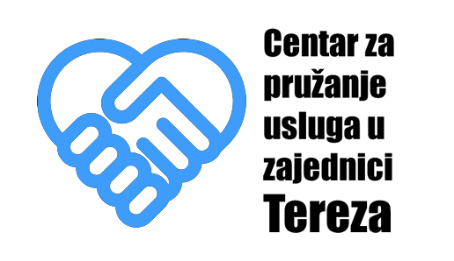 Centar za
pružanje
usluga u
zajednici
Tereza